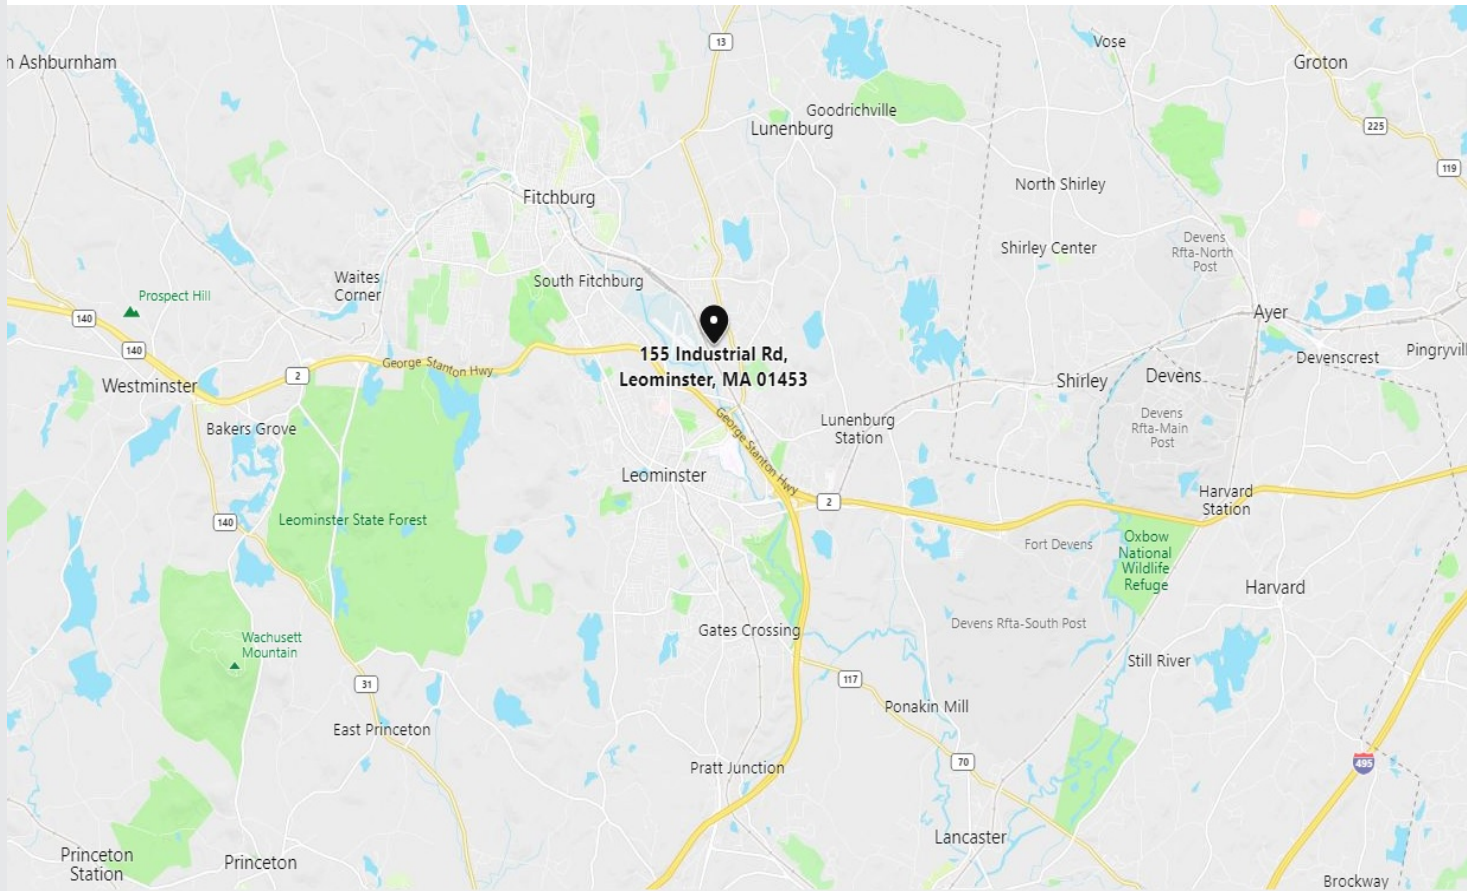 13
Vose
h Ashburnham
Groton
Goodrichville
Lunenburg
225
119
North Shirley
Fitchburg
Devens
Rfta-North
Post
Shirley Center
Waites
Corner
South Fitchburg
Prospect Hill
140
Ayer
140
155 Industrial Rd,
Leominster, MA 01453
Devenscrest
Pingryvill
George Stanton Hwy
2
Westminster
Shirley
Devens
Bakers Grove
Lunenburg
Station
Devens
Rfta-Main
Post
George Stanton Hwy
Leominster
2
Harvard
Station
140
Leominster State Forest
Fort Devens
Oxbow
National
Wildlife
Refuge
Harvard
Gates Crossing
Devens Rfta-South Post
Wachusett
Mountain
Still River
31
117
East Princeton
Ponakin Mill
Pratt Junction
70
495
Lancaster
Princeton
Station
Princeton
Brockway